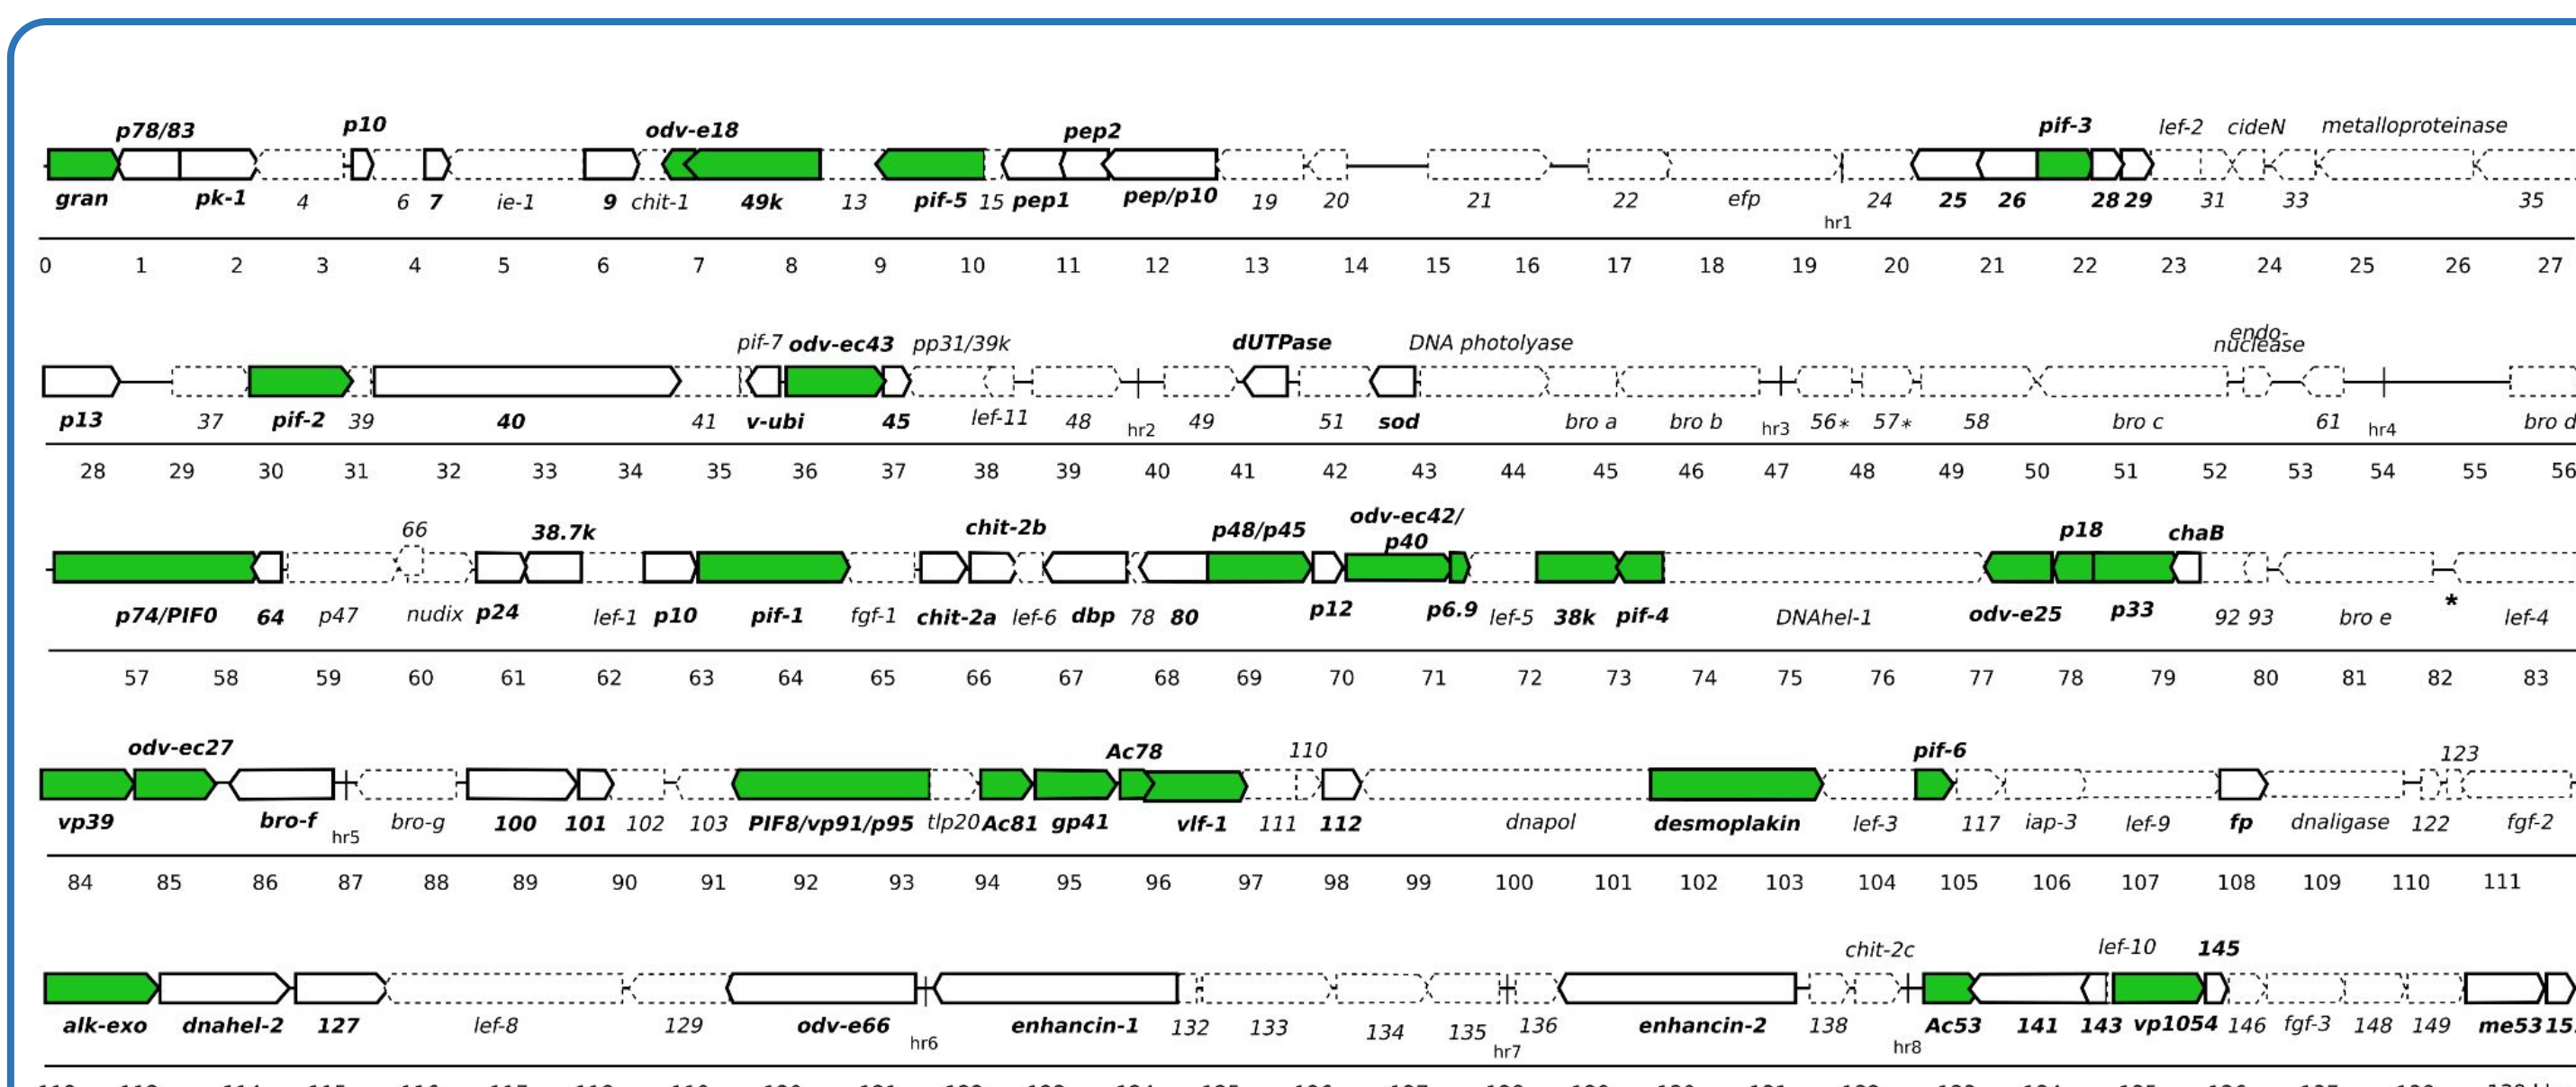 p78/83 p10 odv-e18 pep2 pif-3 lef-2 cideN metalloproteinase
gran pk-1 4 6 7 ie-1 9 chit-1 49k 13 pif-5 15 pep1 pep/p10 19 20 21 22 efp 24 25 26 28 29 31 33 35
hr1
0 1 2 3 4 5 6 7 8 9 10 11 12 13 14 15 16 17 18 19 20 21 22 23 24 25 26 27
endo-
pif-7 odv-ec43 pp31/39k dUTPase DNA photolyase nuclease
p13 37 pif-2 39 40 41 v-ubi 45 lef-11 48 49 51 sod bro a bro b 56* 57* 58 bro c 61 bro d
hr2 hr3 hr4
28 29 30 31 32 33 34 35 36 37 38 39 40 41 42 43 44 45 46 47 48 49 50 51 52 53 54 55 56
odv-ec42/
66 38.7k chit-2b p48/p45 p40 p18 chaB
p74/PIF0 64 p47 nudix p24 lef-1 p10 pif-1 fgf-1 chit-2a lef-6 dbp 78 80 p12 p6.9 lef-5 38k pif-4 DNAhel-1 odv-e25 p33 92 93 bro e * lef-4
57 58 59 60 61 62 63 64 65 66 67 68 69 70 71 72 73 74 75 76 77 78 79 80 81 82 83
odv-ec27 Ac78 110 pif-6 123
vp39 bro-f bro-g 100 101 102 103 PIF8/vp91/p95 tlp20 Ac81 gp41 vlf-1 111 112 dnapol desmoplakin lef-3 117 iap-3 lef-9 fp dnaligase 122 fgf-2
hr5
84 85 86 87 88 89 90 91 92 93 94 95 96 97 98 99 100 101 102 103 104 105 106 107 108 109 110 111
chit-2c lef-10 145
alk-exo dnahel-2 127 lef-8 129 odv-e66 enhancin-1 132 133 134 135 136 enhancin-2 138 Ac53 141 143 vp1054 146 fgf-3 148 149 me53
hr6 hr7 hr8